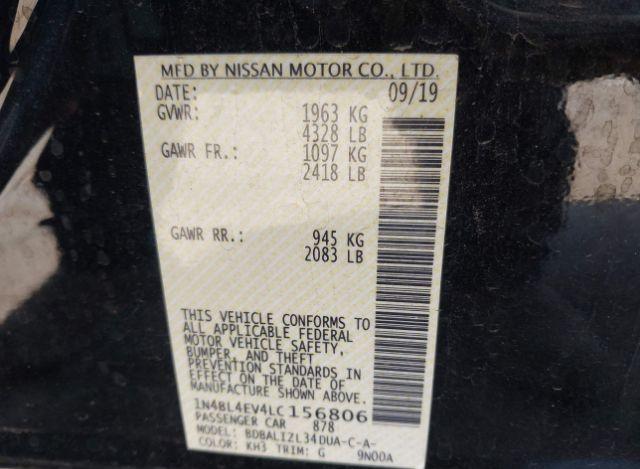 MFD BY NISSAN MOTOR CO., LTD.
DATE: 09/19
GVWR: 1963 KG
4328 LB
GAWR FR.: 1097 KG
2418 LB
GAWR RR.: 945 KG
2083 LB
THIS VEHICLE CONFORMS TO
ALL APPLICABLE FEDERAL
MOTOR VEHICLE SAFETY,
BUMPER, AND THEFT
PREVENTION STANDARDS IN
EFFECT ON THE DATE OF
MANUFACTURE SHOWN ABOVE.
1N4BL4EV4LC156806
PASSENGER CAR 878
MODEL: BDBALIZL34DUA-C-A-
COLOR: KH3 TRIM: G 9N00A